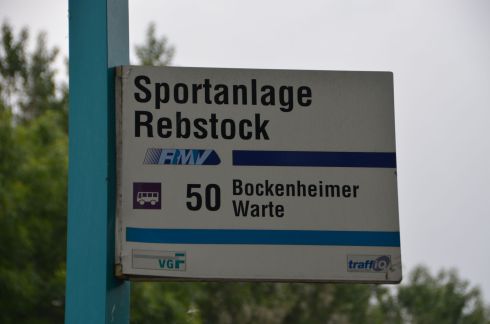 Sportanlage
Rebstock
RMV
50 Bockenheimer
Warte
VGF
traffiQ